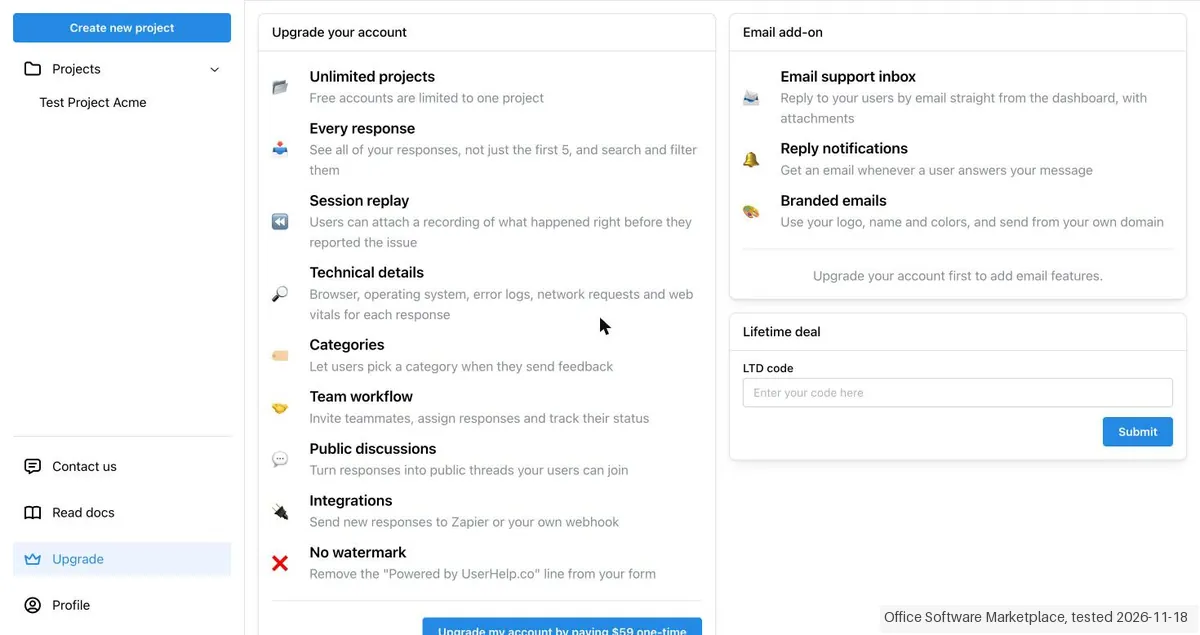 Create new project
Projects
Test Project Acme
Contact us
Read docs
Upgrade
Profile
Upgrade your account
Unlimited projects
Free accounts are limited to one project
Every response
See all of your responses, not just the first 5, and search and filter
them
Session replay
Users can attach a recording of what happened right before they
reported the issue
Technical details
Browser, operating system, error logs, network requests and web
vitals for each response
Categories
Let users pick a category when they send feedback
Team workflow
Invite teammates, assign responses and track their status
Public discussions
Turn responses into public threads your users can join
Integrations
Send new responses to Zapier or your own webhook
No watermark
Remove the "Powered by UserHelp.co" line from your form
Upgrade my account by paying $59 one-time
Email add-on
Email support inbox
Reply to your users by email straight from the dashboard, with
attachments
Reply notifications
Get an email whenever a user answers your message
Branded emails
Use your logo, name and colors, and send from your own domain
Upgrade your account first to add email features.
Lifetime deal
LTD code
Enter your code here
Submit
Office Software Marketplace, tested 2026-11-18